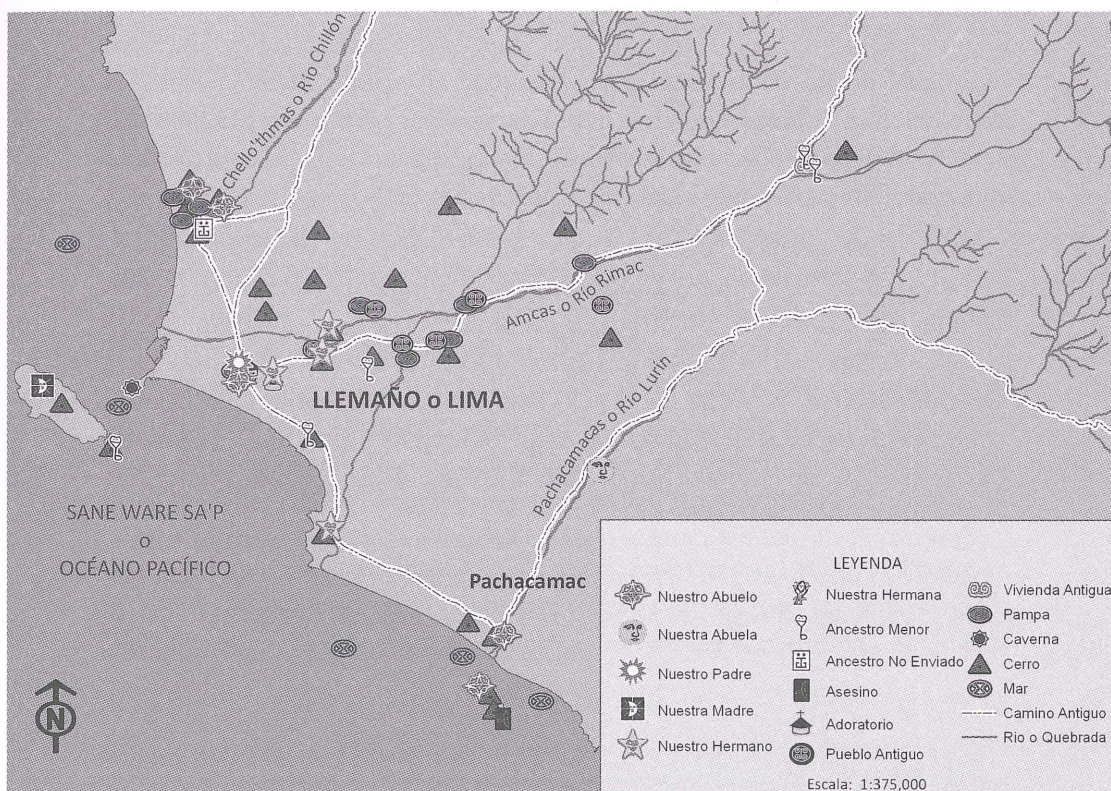 Chello'thmas o Río Chillón
Amcas o Río Rimac
LLEMAÑO o LIMA
Pachacamacas o Río Lurín
SANE WARE SA'P
o
OCÉANO PACÍFICO
Pachacamac
LEYENDA
Nuestro Abuelo
Nuestra Abuela
Nuestro Padre
Nuestra Madre
Nuestro Hermano
Nuestra Hermana
Ancestro Menor
Ancestro No Enviado
Asesino
Adoratorio
Pueblo Antiguo
Vivienda Antigua
Pampa
Caverna
Cerro
Mar
Camino Antiguo
Rio o Quebrada
Escala: 1:375,000
N